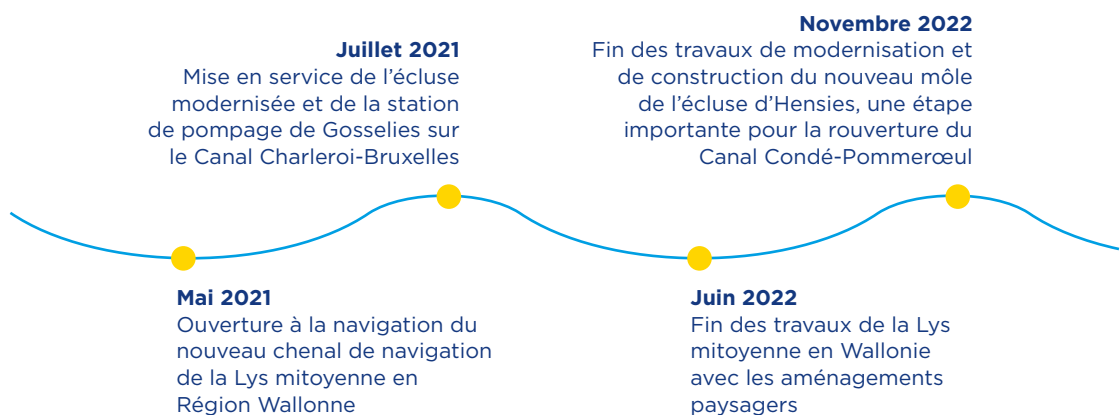 Juillet 2021
Mise en service de l'écluse
modernisée et de la station
de pompage de Gosselies sur
le Canal Charleroi-Bruxelles
Novembre 2022
Fin des travaux de modernisation et
de construction du nouveau môle
de l'écluse d'Hensies, une étape
importante pour la rouverture du
Canal Condé-Pommerœul
Mai 2021
Ouverture à la navigation du
nouveau chenal de navigation
de la Lys mitoyenne en
Région Wallonne
Juin 2022
Fin des travaux de la Lys
mitoyenne en Wallonie
avec les aménagements
paysagers